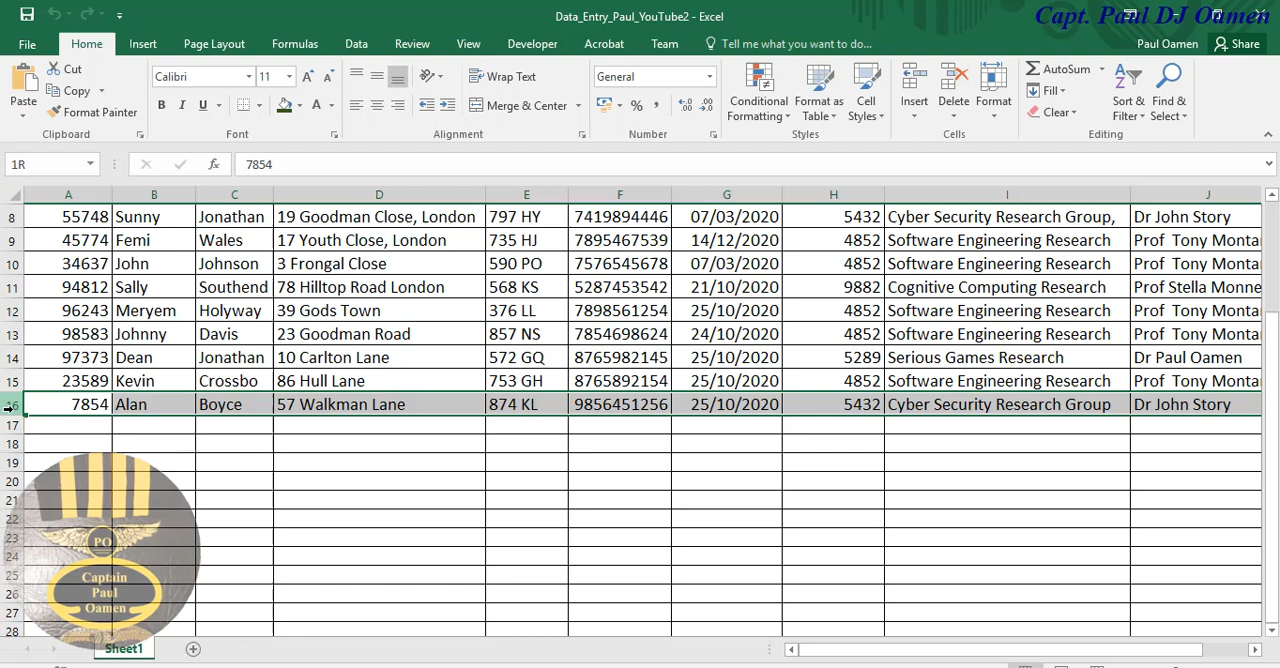 Data_Entry_Paul_YouTube2 - Excel
Capt. Paul DJ Oamen
File Home Insert Page Layout Formulas Data Review View Developer Acrobat Team Tell me what you want to do... Paul Oamen Share
Paste
Cut
Copy
Format Painter
Calibri 11
B I U
Wrap Text
Merge & Center
General
Conditional Formatting
Format as Table
Cell Styles
Insert
Delete
Format
AutoSum
Fill
Clear
Sort & Filter
Find & Select
Clipboard Font Alignment Number Styles Cells Editing
1R fx 7854
A B C D E F G H I J
8 55748 Sunny Jonathan 19 Goodman Close, London 797 HY 7419894446 07/03/2020 5432 Cyber Security Research Group, Dr John Story
9 45774 Femi Wales 17 Youth Close, London 735 HJ 7895467539 14/12/2020 4852 Software Engineering Research Prof Tony Montan
10 34637 John Johnson 3 Frongal Close 590 PO 7576545678 07/03/2020 4852 Software Engineering Research Prof Tony Montan
11 94812 Sally Southend 78 Hilltop Road London 568 KS 5287453542 21/10/2020 9882 Cognitive Computing Research Prof Stella Monne
12 96243 Meryem Holyway 39 Gods Town 376 LL 7898561254 25/10/2020 4852 Software Engineering Research Prof Tony Montan
13 98583 Johnny Davis 23 Goodman Road 857 NS 7854698624 24/10/2020 4852 Software Engineering Research Prof Tony Montan
14 97373 Dean Jonathan 10 Carlton Lane 572 GQ 8765982145 25/10/2020 5289 Serious Games Research Dr Paul Oamen
15 23589 Kevin Crossbo 86 Hull Lane 753 GH 8765892154 25/10/2020 4852 Software Engineering Research Prof Tony Montan
16 7854 Alan Boyce 57 Walkman Lane 874 KL 9856451256 25/10/2020 5432 Cyber Security Research Group Dr John Story
17
18
19
20
21
22
23
24
25
26
27
28
PO
Captain
Paul
Oamen
Sheet1